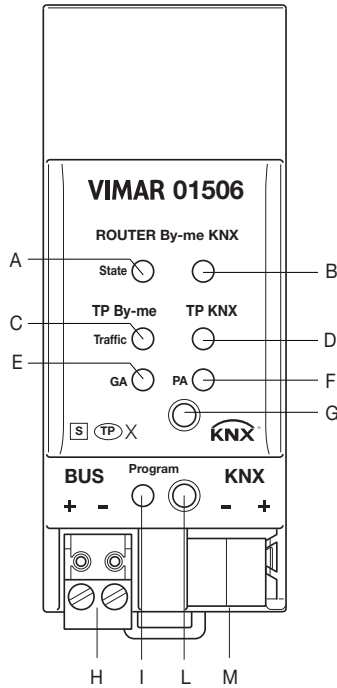 VIMAR 01506
ROUTER By-me KNX
A
State
B
TP By-me TP KNX
C
Traffic
D
E
GA
PA
F
G
S TP X
KNX
BUS Program KNX
+ - - +
H I L M